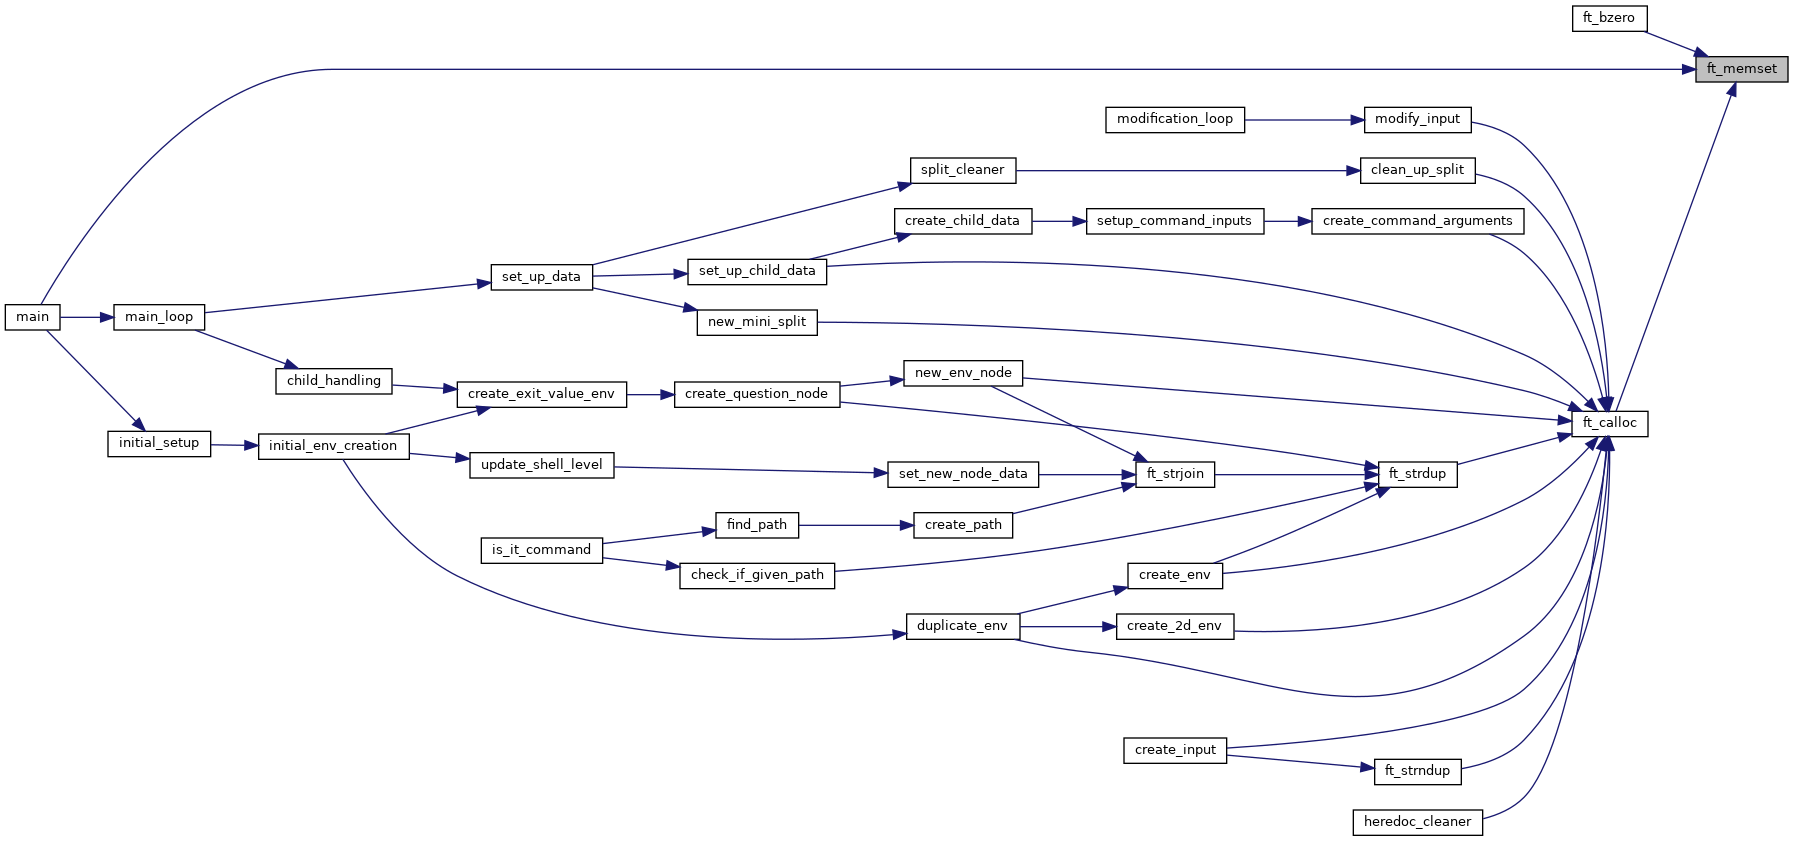 ft_bzero
ft_memset
modification_loop
modify_input
split_cleaner
clean_up_split
create_child_data
setup_command_inputs
create_command_arguments
set_up_data
set_up_child_data
main
main_loop
new_mini_split
child_handling
create_exit_value_env
create_question_node
new_env_node
ft_calloc
initial_setup
initial_env_creation
update_shell_level
set_new_node_data
ft_strjoin
ft_strdup
find_path
create_path
is_it_command
check_if_given_path
create_env
duplicate_env
create_2d_env
create_input
ft_strndup
heredoc_cleaner